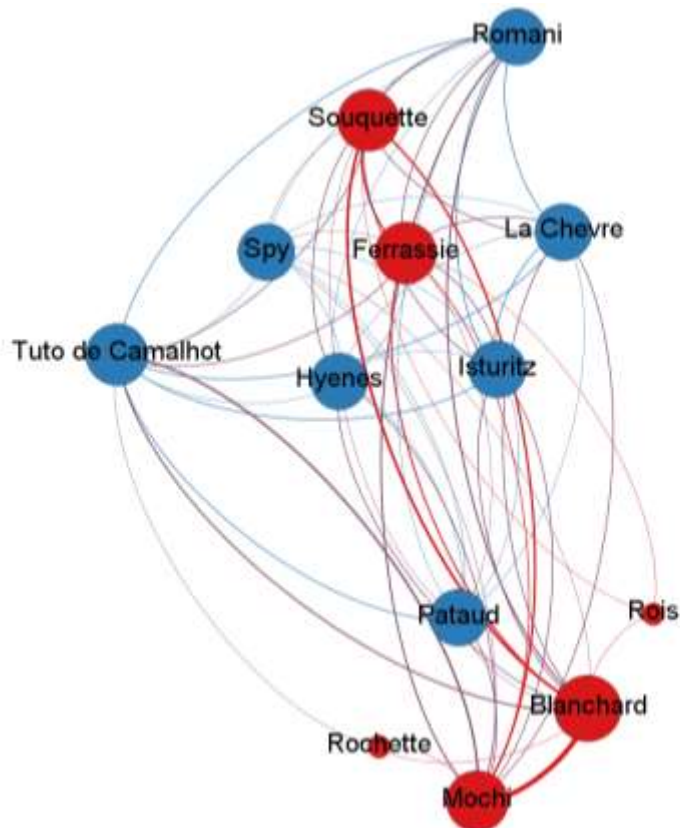 Romani
Souquette
La Chevre
Spy
Ferrassie
Tuto de Camalhot
Hyenes
Isturitz
Pataud
Rois
Blanchard
Rochette
Mochi